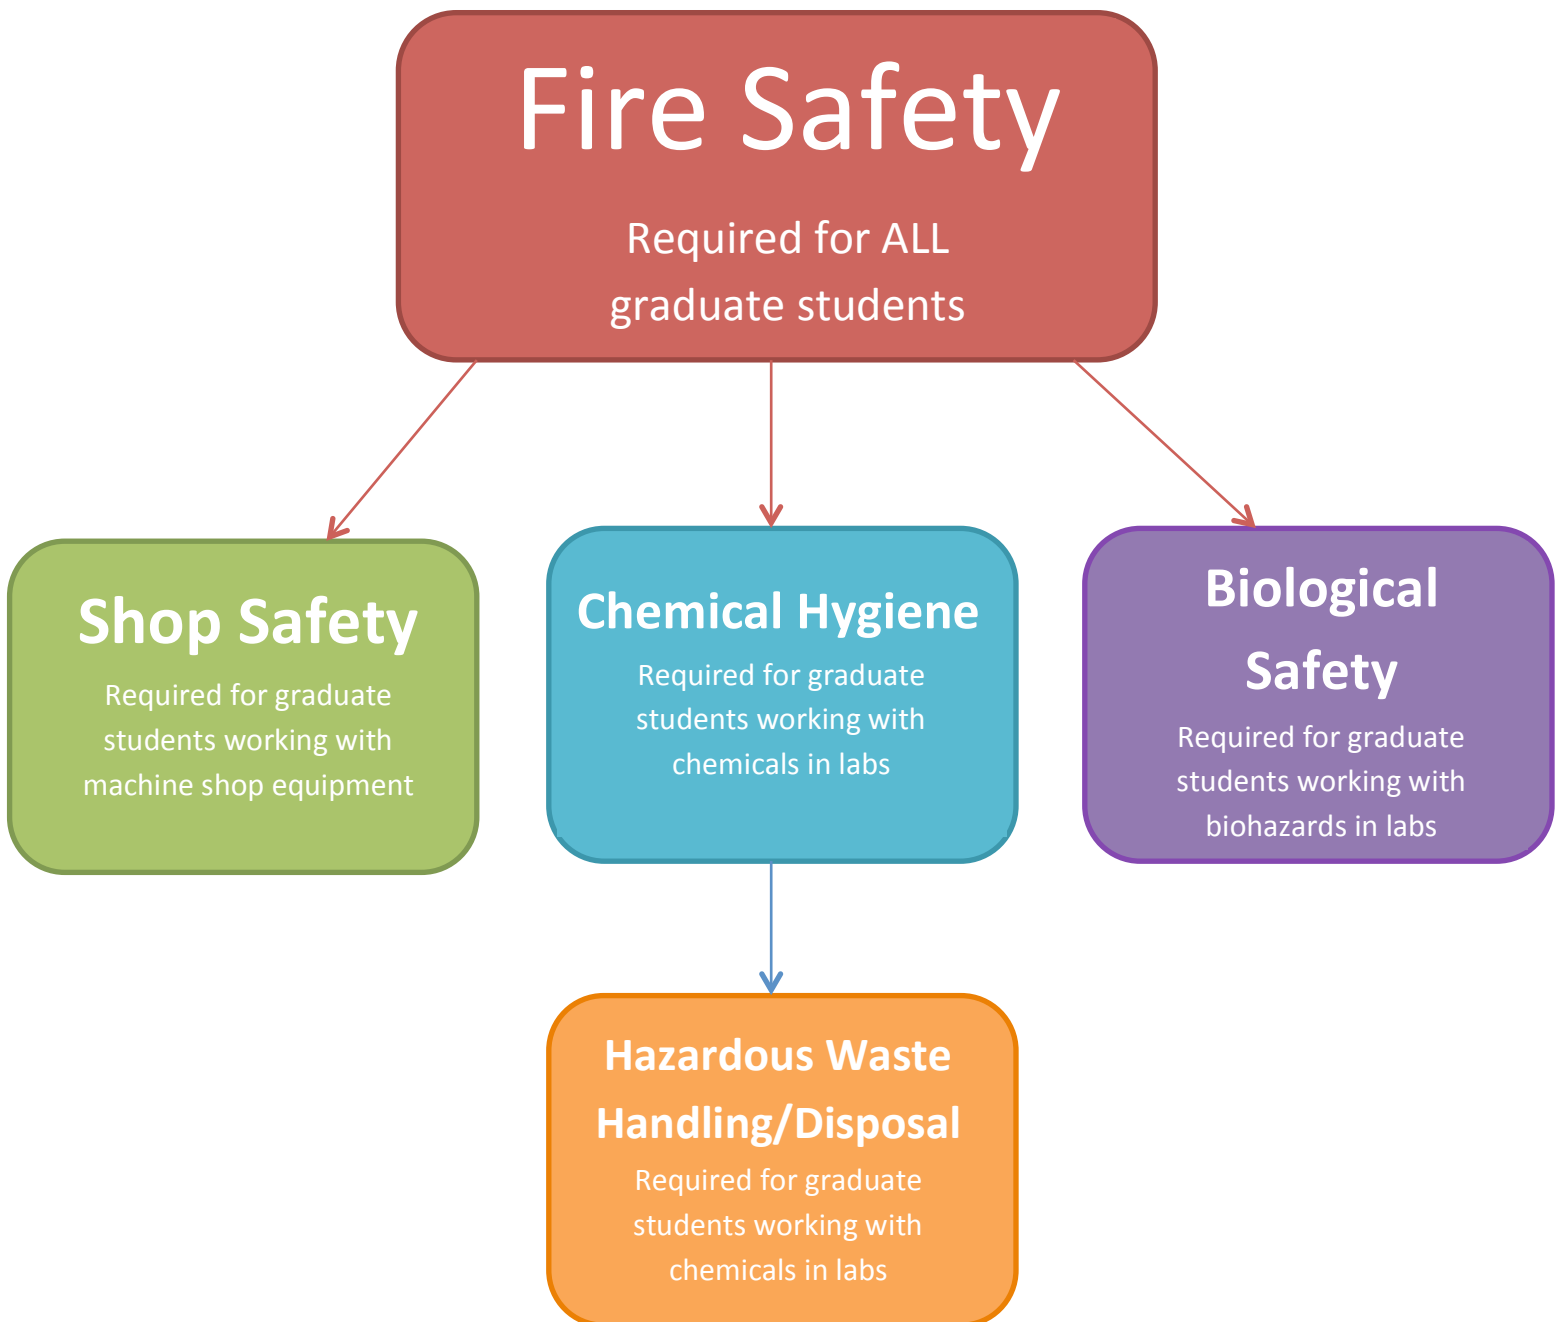 Fire Safety
Required for ALL
graduate students
Shop Safety
Required for graduate
students working with
machine shop equipment
Chemical Hygiene
Required for graduate
students working with
chemicals in labs
Biological
Safety
Required for graduate
students working with
biohazards in labs
Hazardous Waste
Handling/Disposal
Required for graduate
students working with
chemicals in labs